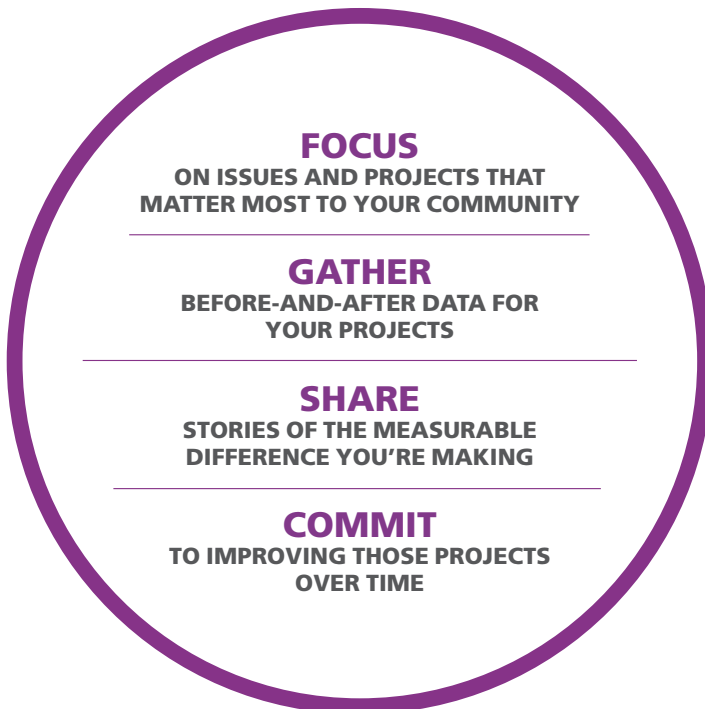 FOCUS
ON ISSUES AND PROJECTS THAT
MATTER MOST TO YOUR COMMUNITY
GATHER
BEFORE-AND-AFTER DATA FOR
YOUR PROJECTS
SHARE
STORIES OF THE MEASURABLE
DIFFERENCE YOU’RE MAKING
COMMIT
TO IMPROVING THOSE PROJECTS
OVER TIME